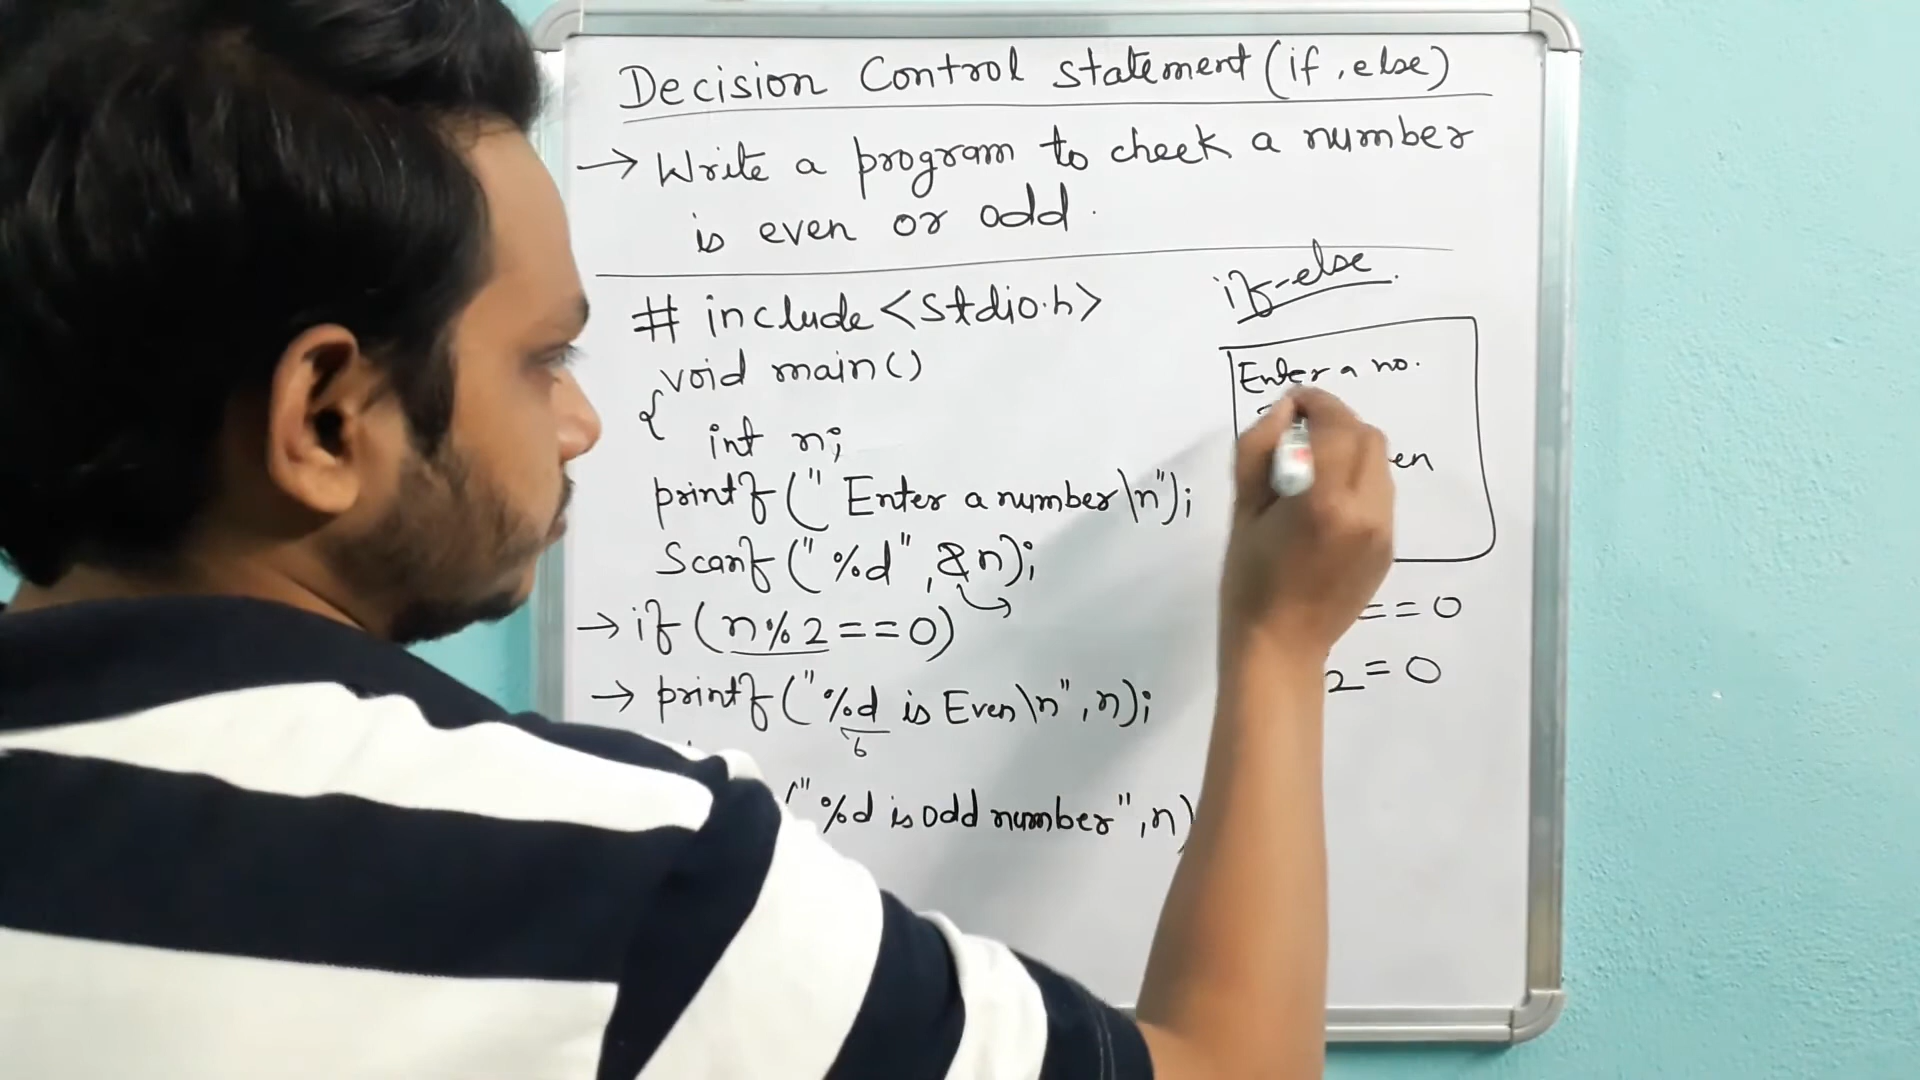 Decision Control statement (if, else)
→ Write a program to check a number
is even or odd.
if-else.
# include <stdio.h>
void main()
{
int n;
printf(" Enter a number\n");
Scanf("%d", &n);
→ if (n%2==0)
→ printf("%d is Even\n", n);
6
("%d is odd number", n)
Enter a no.
en
==0
2=0